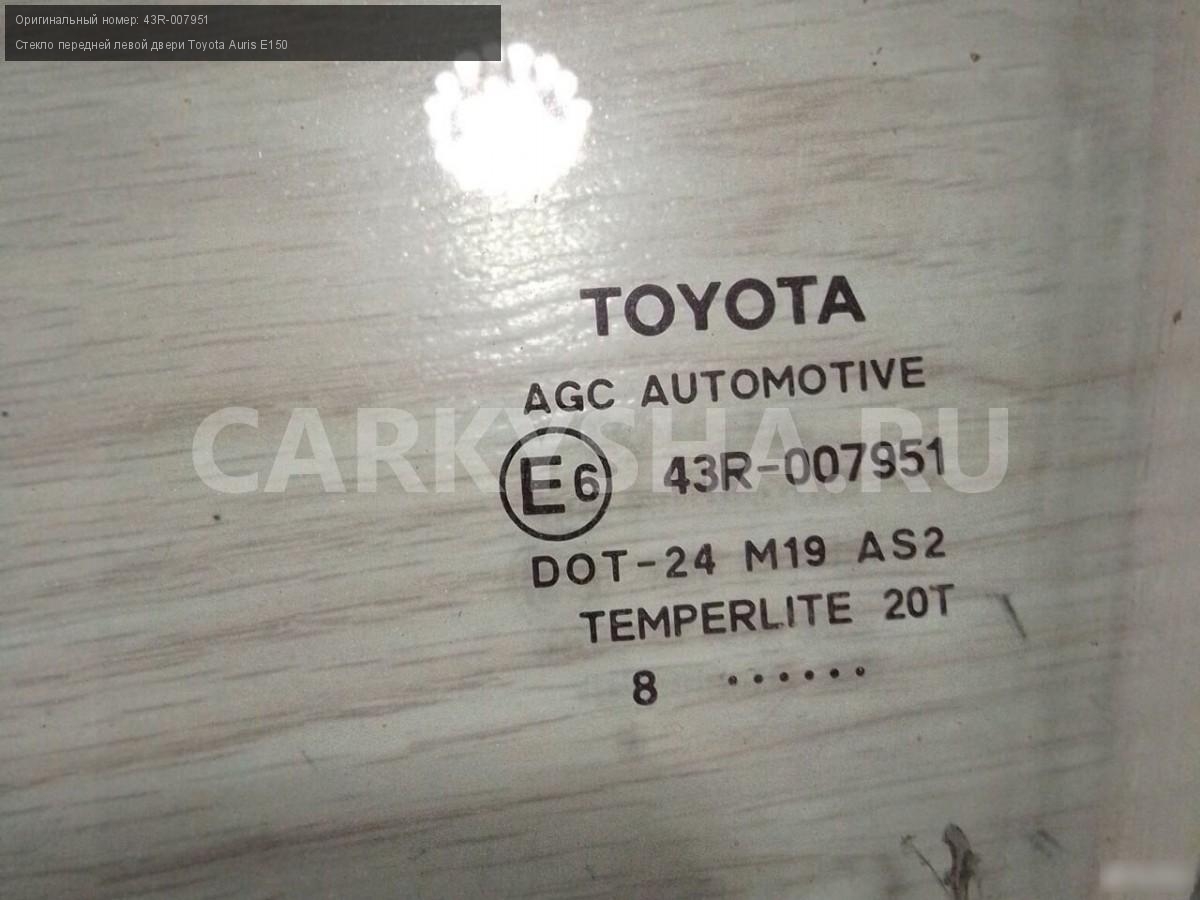 Оригинальный номер: 43R-007951
Стекло передней левой двери Toyota Auris E150
TOYOTA
AGC AUTOMOTIVE
CARKYSHA.RU
E6 43R-007951
DOT-24 M19 AS2
TEMPERLITE 20T
8 ······